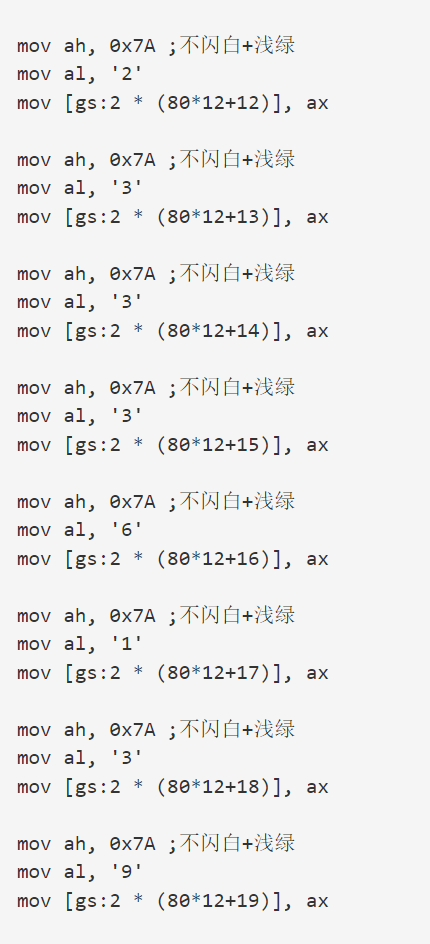 mov ah, 0x7A ;不闪白+浅绿
mov al, '2'
mov [gs:2 * (80*12+12)], ax
mov ah, 0x7A ;不闪白+浅绿
mov al, '3'
mov [gs:2 * (80*12+13)], ax
mov ah, 0x7A ;不闪白+浅绿
mov al, '3'
mov [gs:2 * (80*12+14)], ax
mov ah, 0x7A ;不闪白+浅绿
mov al, '3'
mov [gs:2 * (80*12+15)], ax
mov ah, 0x7A ;不闪白+浅绿
mov al, '6'
mov [gs:2 * (80*12+16)], ax
mov ah, 0x7A ;不闪白+浅绿
mov al, '1'
mov [gs:2 * (80*12+17)], ax
mov ah, 0x7A ;不闪白+浅绿
mov al, '3'
mov [gs:2 * (80*12+18)], ax
mov ah, 0x7A ;不闪白+浅绿
mov al, '9'
mov [gs:2 * (80*12+19)], ax